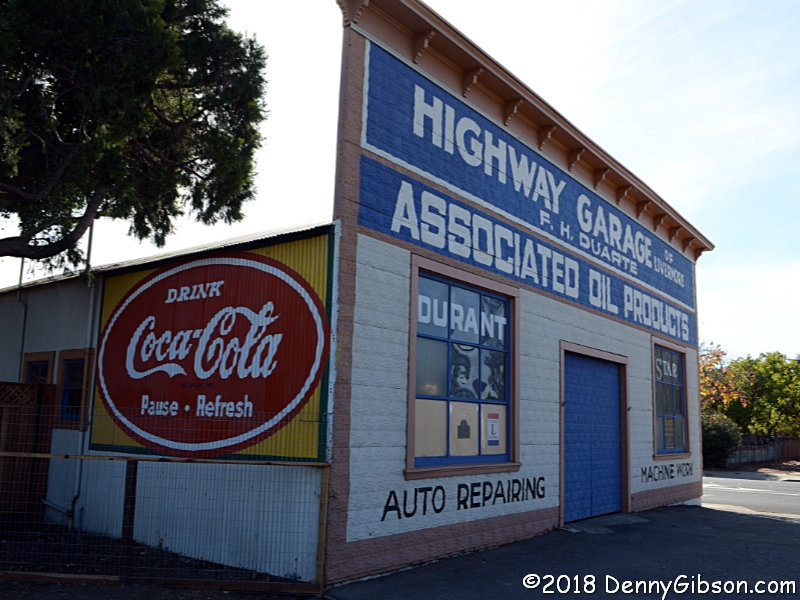 HIGHWAY GARAGE OF LIVERMORE
F. H. DUARTE
ASSOCIATED OIL PRODUCTS
DURANT
STAR
DRINK
Coca-Cola
Pause • Refresh
AUTO REPAIRING
MACHINE WORK
©2018 DennyGibson.com